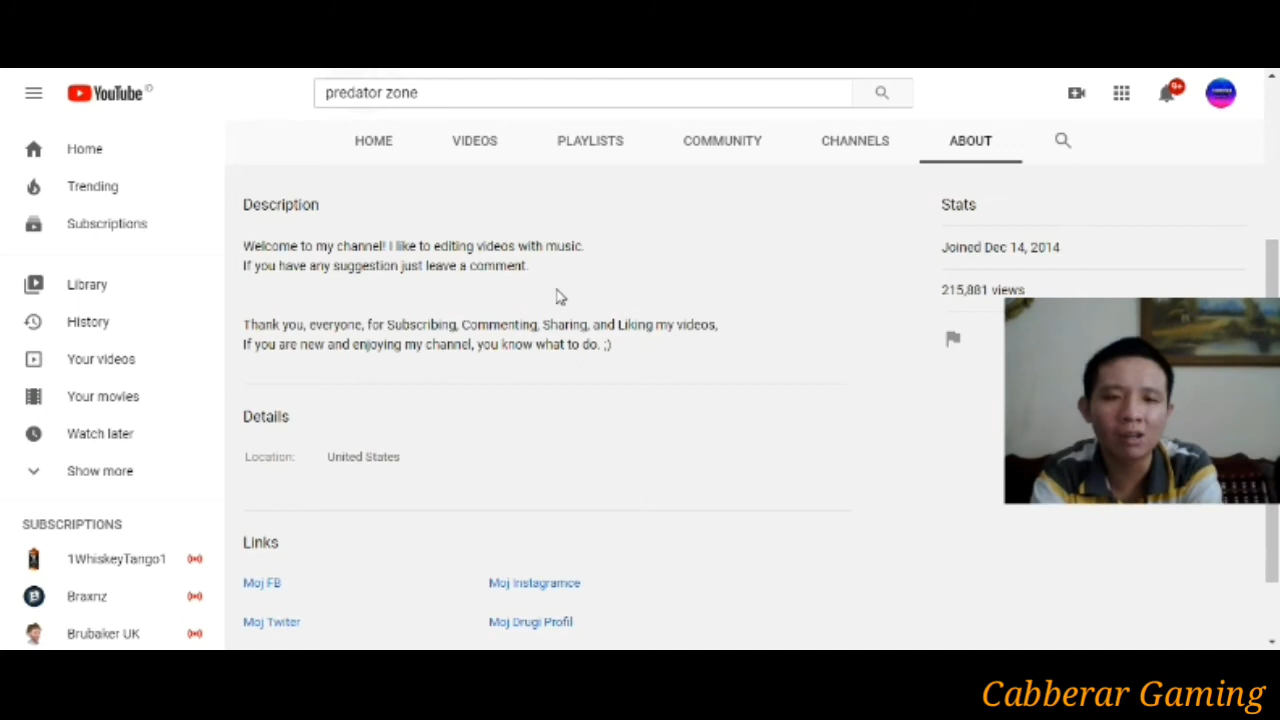 YouTube
predator zone
9+
HOME
VIDEOS
PLAYLISTS
COMMUNITY
CHANNELS
ABOUT
Home
Trending
Subscriptions
Library
History
Your videos
Your movies
Watch later
Show more
SUBSCRIPTIONS
1WhiskeyTango1
Braxnz
Brubaker UK
Description
Welcome to my channel! I like to editing videos with music.
If you have any suggestion just leave a comment.
Thank you, everyone, for Subscribing, Commenting, Sharing, and Liking my videos,
If you are new and enjoying my channel, you know what to do. ;)
Details
Location: United States
Links
Moj FB
Moj Instagramce
Moj Twiter
Moj Drugi Profil
Stats
Joined Dec 14, 2014
215,881 views
Cabberar Gaming